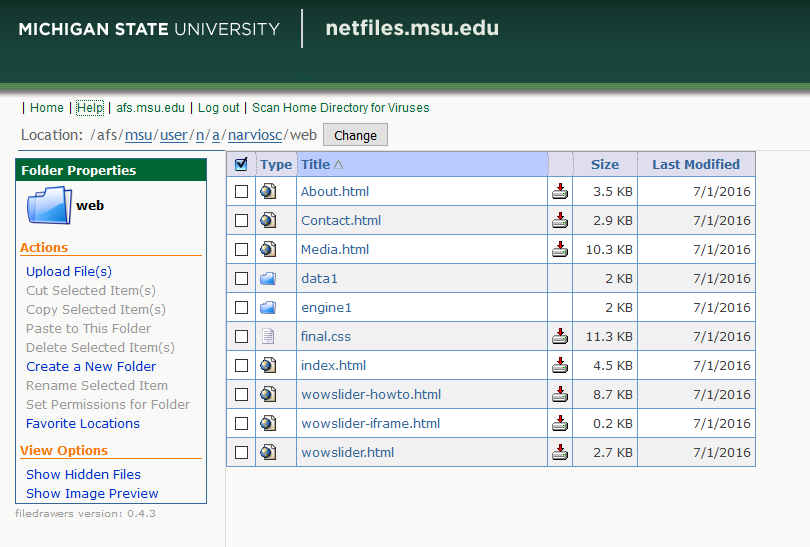 MICHIGAN STATE UNIVERSITY netfiles.msu.edu
| Home | Help | afs.msu.edu | Log out | Scan Home Directory for Viruses
Location: /afs/msu/user/n/a/narviosc/web Change
Folder Properties
web
Actions
Upload File(s)
Cut Selected Item(s)
Copy Selected Item(s)
Paste to This Folder
Delete Selected Item(s)
Create a New Folder
Rename Selected Item
Set Permissions for Folder
Favorite Locations
View Options
Show Hidden Files
Show Image Preview
filedrawers version: 0.4.3
Type Title Size Last Modified
About.html 3.5 KB 7/1/2016
Contact.html 2.9 KB 7/1/2016
Media.html 10.3 KB 7/1/2016
data1 2 KB 7/1/2016
engine1 2 KB 7/1/2016
final.css 11.3 KB 7/1/2016
index.html 4.5 KB 7/1/2016
wowslider-howto.html 8.7 KB 7/1/2016
wowslider-iframe.html 0.2 KB 7/1/2016
wowslider.html 2.7 KB 7/1/2016